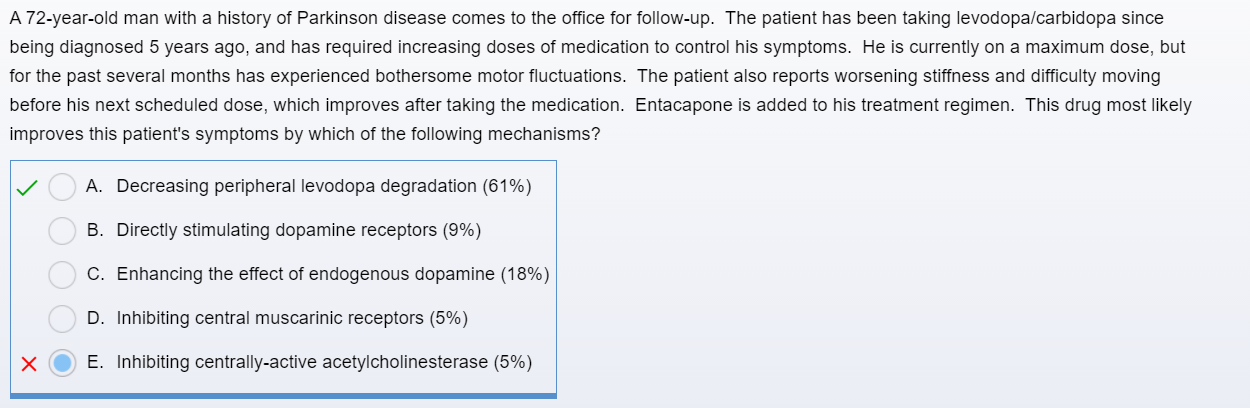 A 72-year-old man with a history of Parkinson disease comes to the office for follow-up.  The patient has been taking levodopa/carbidopa since
being diagnosed 5 years ago, and has required increasing doses of medication to control his symptoms.  He is currently on a maximum dose, but
for the past several months has experienced bothersome motor fluctuations.  The patient also reports worsening stiffness and difficulty moving
before his next scheduled dose, which improves after taking the medication.  Entacapone is added to his treatment regimen.  This drug most likely
improves this patient's symptoms by which of the following mechanisms?
A. Decreasing peripheral levodopa degradation (61%)
B. Directly stimulating dopamine receptors (9%)
C. Enhancing the effect of endogenous dopamine (18%)
D. Inhibiting central muscarinic receptors (5%)
E. Inhibiting centrally-active acetylcholinesterase (5%)